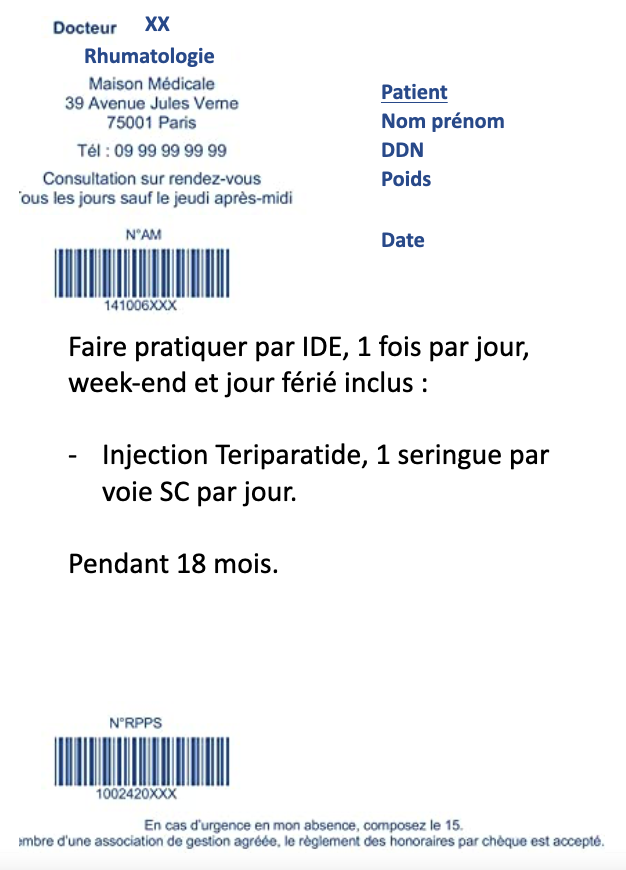 Docteur XX
Rhumatologie
Maison Médicale
39 Avenue Jules Verne
75001 Paris
Tél : 09 99 99 99 99
Consultation sur rendez-vous
ous les jours sauf le jeudi après-midi
N°AM
141006XXX
Patient
Nom prénom
DDN
Poids
Date
Faire pratiquer par IDE, 1 fois par jour,
week-end et jour férié inclus :
- Injection Teriparatide, 1 seringue par
voie SC par jour.
Pendant 18 mois.
N°RPPS
1002420XXX
En cas d'urgence en mon absence, composez le 15.
mbre d'une association de gestion agréée, le règlement des honoraires par chèque est accepté.